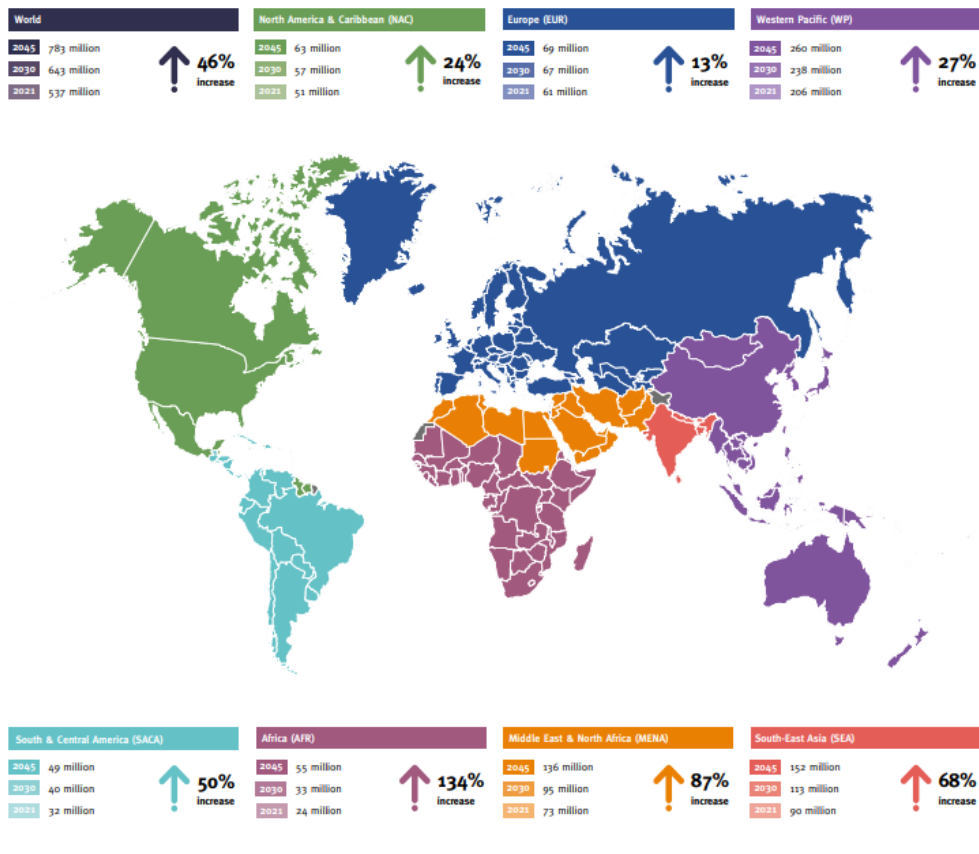 World
2045 783 million
2030 643 million
2021 537 million
46%
increase
North America & Caribbean (NAC)
2045 63 million
2030 57 million
2021 51 million
24%
increase
Europe (EUR)
2045 69 million
2030 67 million
2021 61 million
13%
increase
Western Pacific (WP)
2045 260 million
2030 238 million
2021 206 million
27%
increase
South & Central America (SACA)
2045 49 million
2030 40 million
2021 32 million
50%
increase
Africa (AFR)
2045 55 million
2030 33 million
2021 24 million
134%
increase
Middle East & North Africa (MENA)
2045 136 million
2030 95 million
2021 73 million
87%
increase
South-East Asia (SEA)
2045 152 million
2030 113 million
2021 90 million
68%
increase